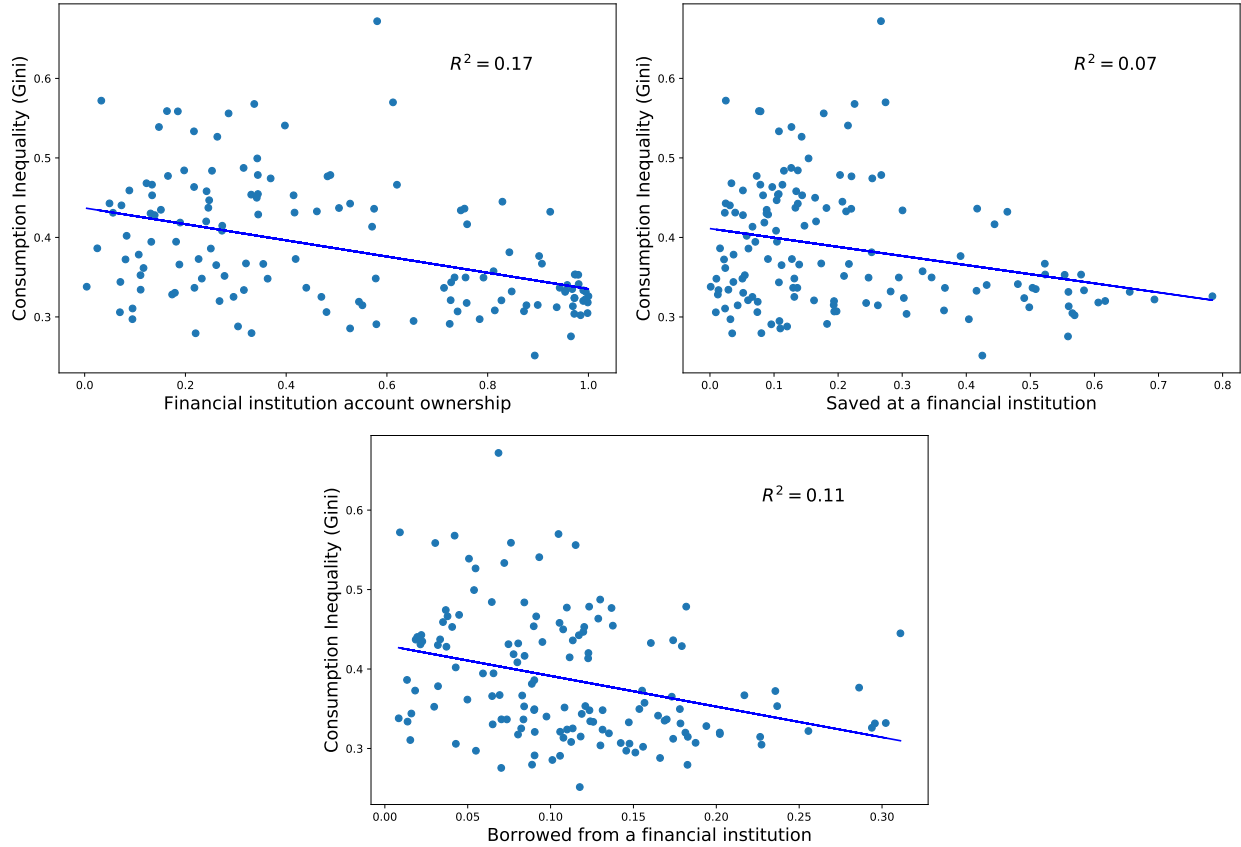 Consumption Inequality (Gini)
0.6
0.5
0.4
0.3
R² = 0.17
0.0 0.2 0.4 0.6 0.8 1.0
Financial institution account ownership
Consumption Inequality (Gini)
0.6
0.5
0.4
0.3
R² = 0.07
0.0 0.1 0.2 0.3 0.4 0.5 0.6 0.7 0.8
Saved at a financial institution
Consumption Inequality (Gini)
0.6
0.5
0.4
0.3
R² = 0.11
0.00 0.05 0.10 0.15 0.20 0.25 0.30
Borrowed from a financial institution